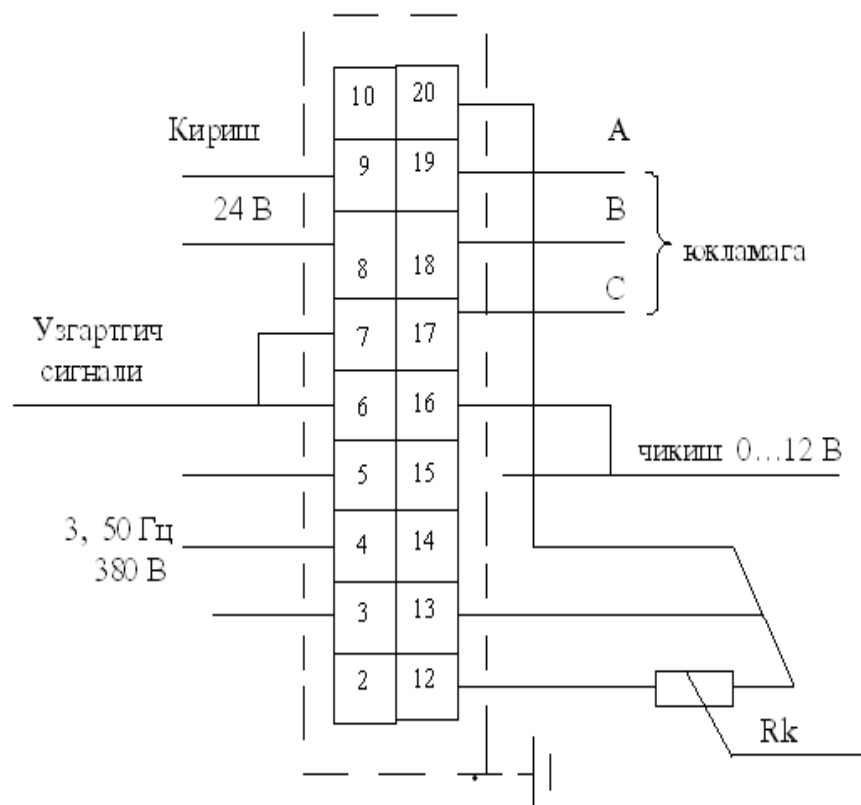 10 20
Кириш
A
9 19
24 В
B
юкламага
8 18
C
Узгартгич
7 17
сигнали
6 16
чикиш 0...12 В
5 15
3, 50 Гц
4 14
380 В
3 13
2 12
Rk